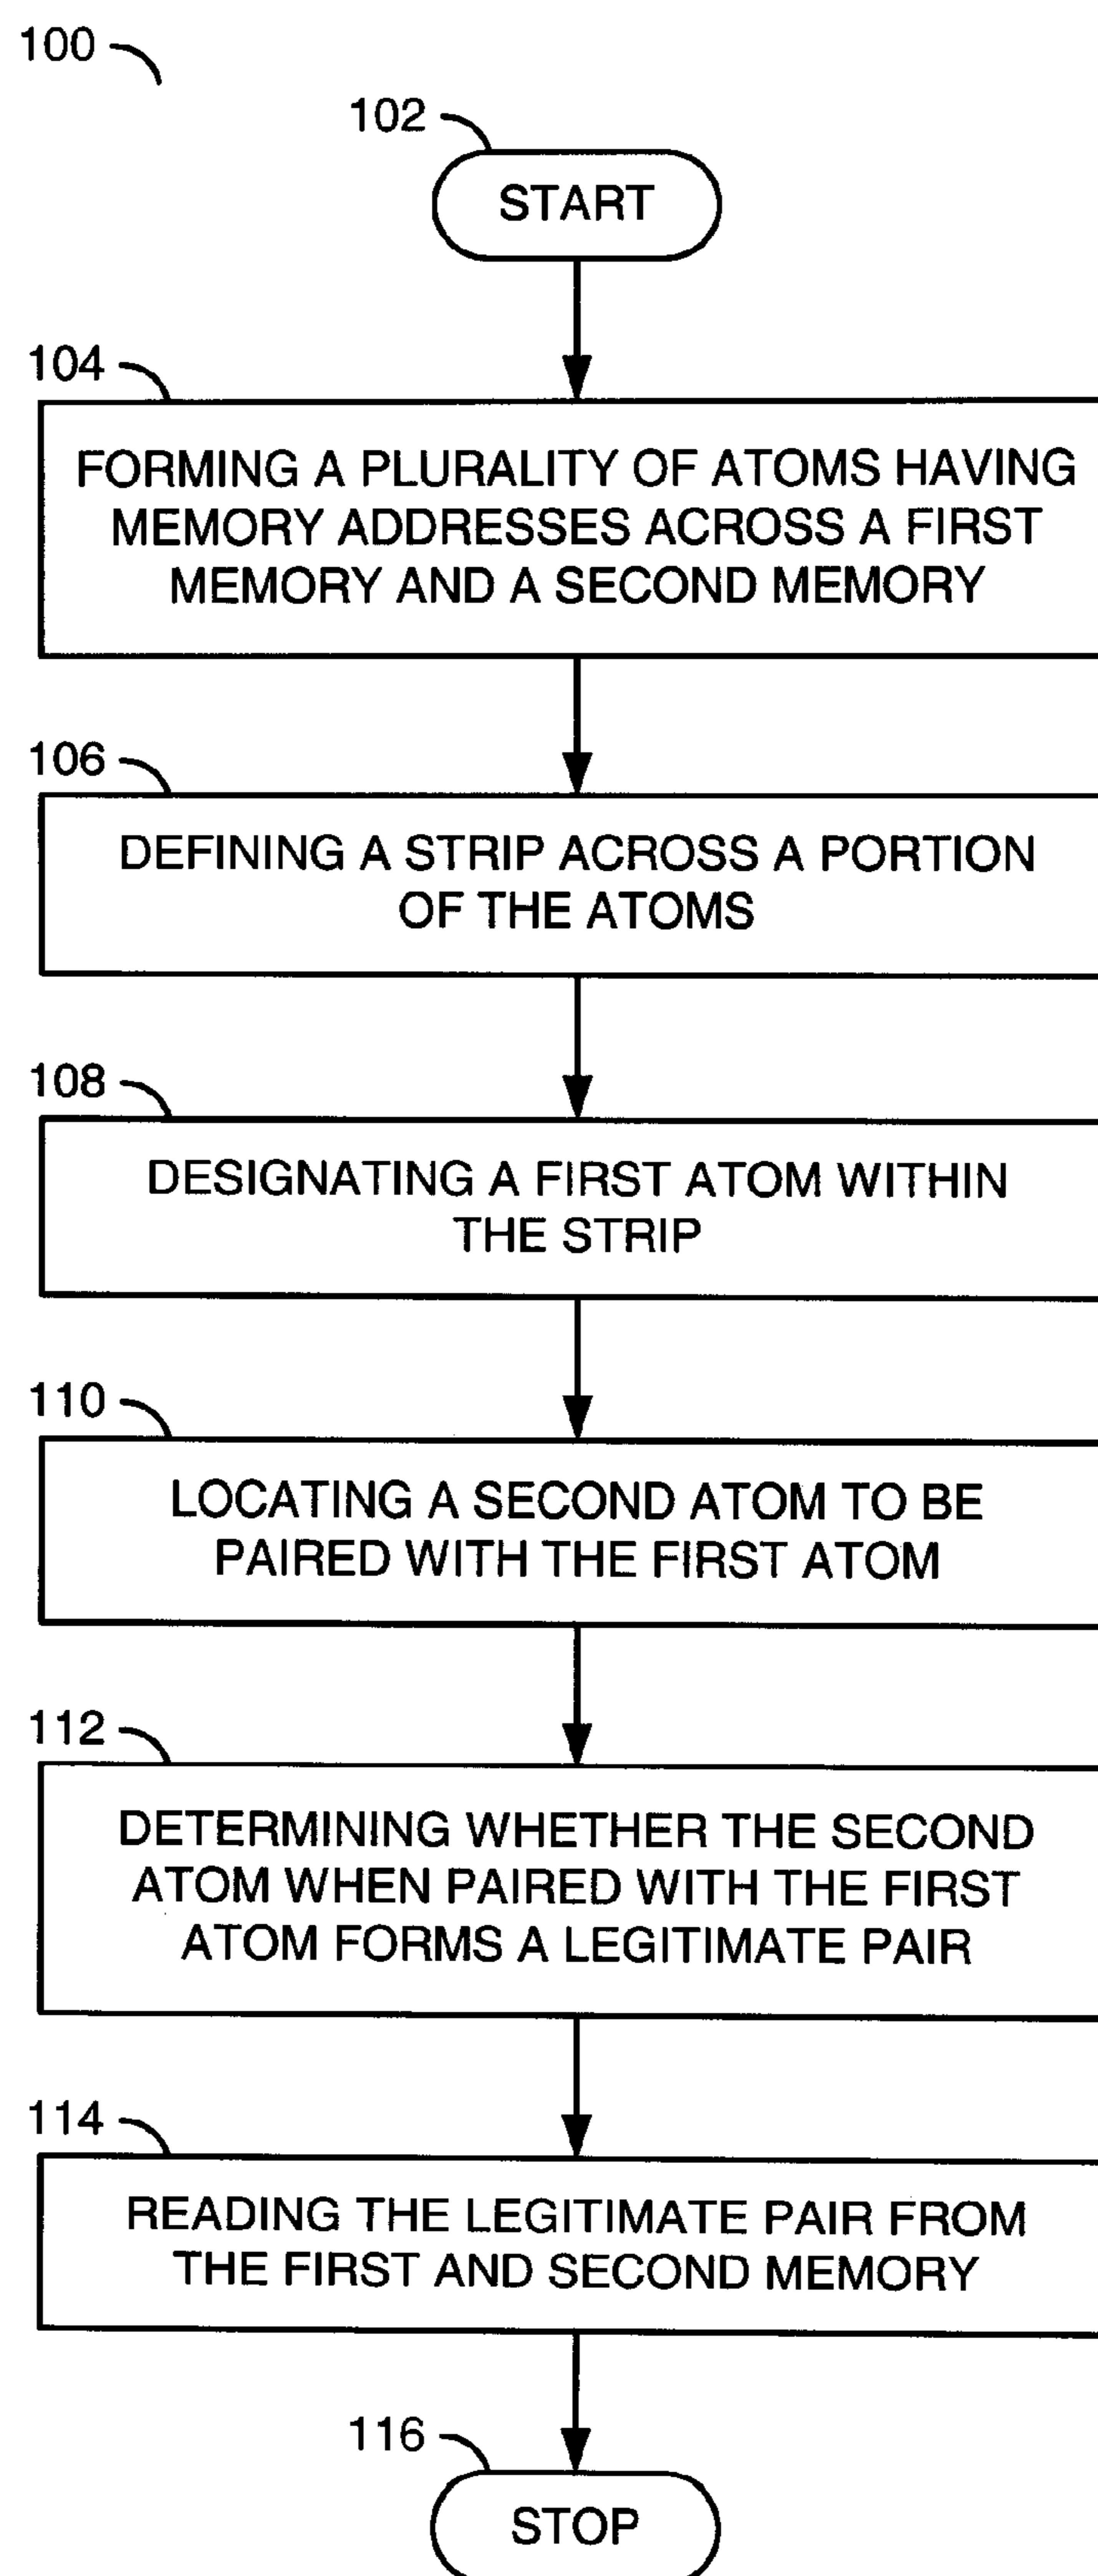 100
102
START
104
FORMING A PLURALITY OF ATOMS HAVING
MEMORY ADDRESSES ACROSS A FIRST
MEMORY AND A SECOND MEMORY
106
DEFINING A STRIP ACROSS A PORTION
OF THE ATOMS
108
DESIGNATING A FIRST ATOM WITHIN
THE STRIP
110
LOCATING A SECOND ATOM TO BE
PAIRED WITH THE FIRST ATOM
112
DETERMINING WHETHER THE SECOND
ATOM WHEN PAIRED WITH THE FIRST
ATOM FORMS A LEGITIMATE PAIR
114
READING THE LEGITIMATE PAIR FROM
THE FIRST AND SECOND MEMORY
116
STOP